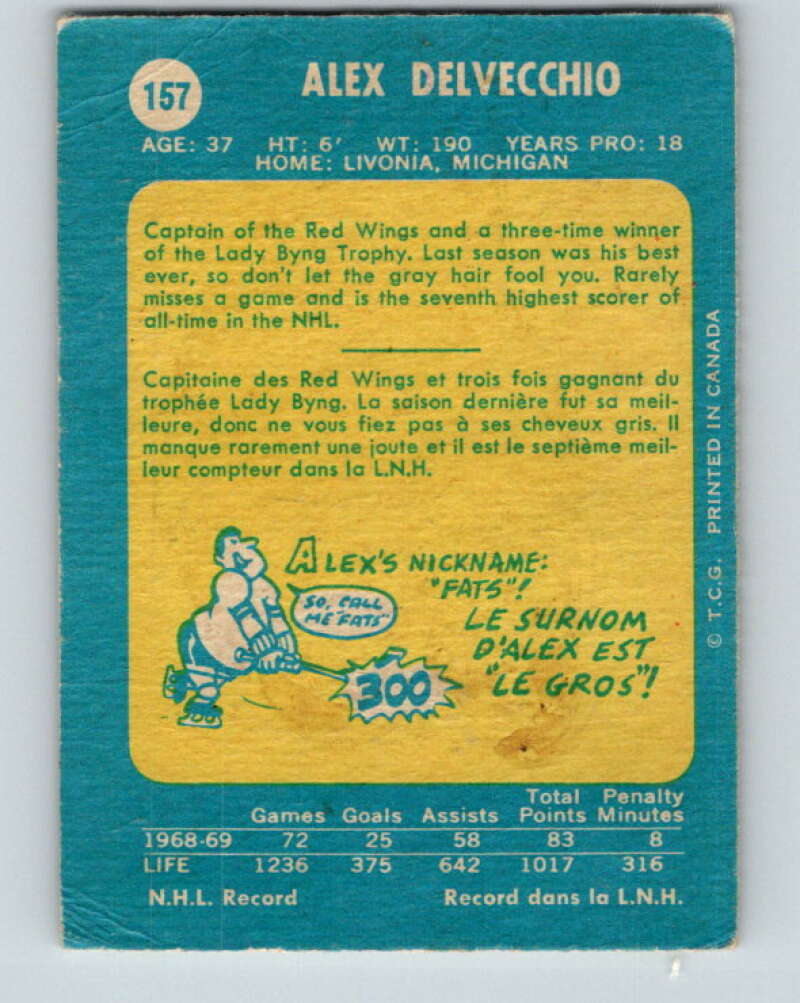 157
ALEX DELVECCHIO
AGE: 37 HT: 6' WT: 190 YEARS PRO: 18
HOME: LIVONIA, MICHIGAN
Captain of the Red Wings and a three-time winner
of the Lady Byng Trophy. Last season was his best
ever, so don't let the gray hair fool you. Rarely
misses a game and is the seventh highest scorer of
all-time in the NHL.
Capitaine des Red Wings et trois fois gagnant du
trophée Lady Byng. La saison dernière fut sa meil-
leure, donc ne vous fiez pas à ses cheveux gris. Il
manque rarement une joute et il est le septième meil-
leur compteur dans la L.N.H.
ALEX'S NICKNAME:
"FATS"!
SO, CALL
ME "FATS"
LE SURNOM
D'ALEX EST
"LE GROS"!
300
© T.C.G. PRINTED IN CANADA
Games Goals Assists Total Points Penalty Minutes
1968-69 72 25 58 83 8
LIFE 1236 375 642 1017 316
N.H.L. Record Record dans la L.N.H.